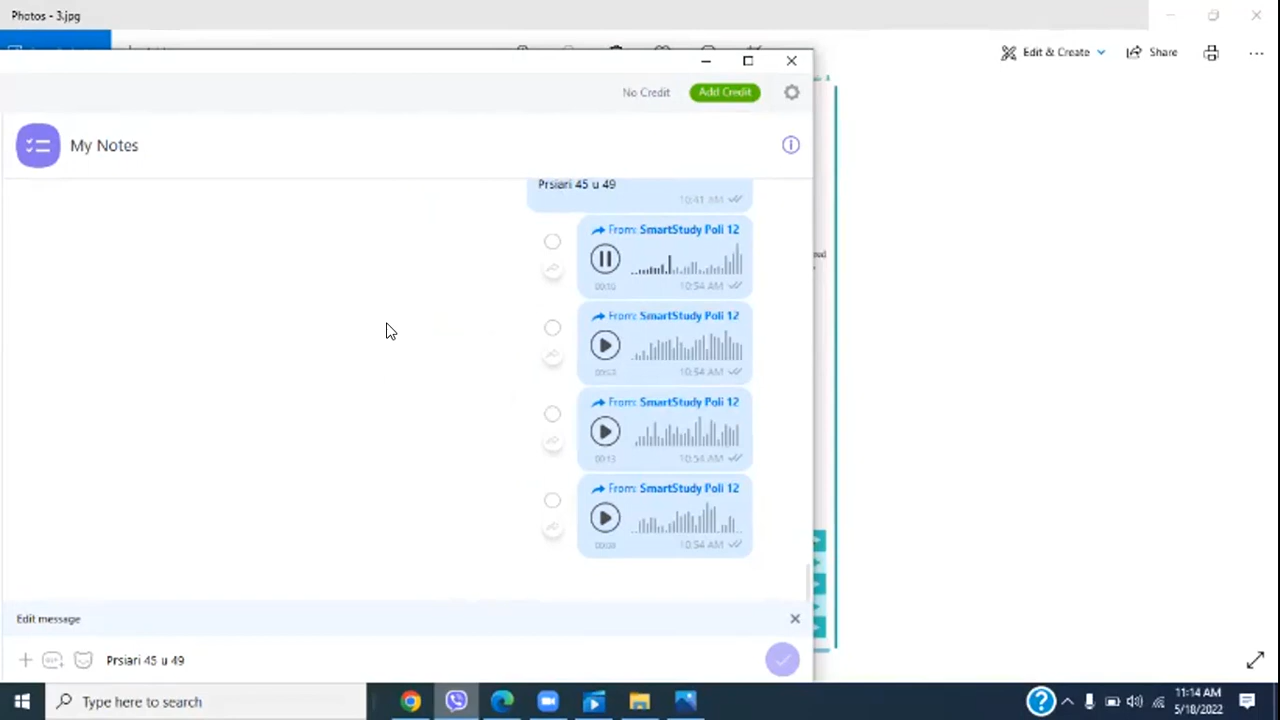 Photos - 3.jpg
Edit & Create
Share
No Credit
Add Credit
My Notes
Prsiari 45 u 49
10:41 AM
From: SmartStudy Poli 12
10:54 AM
From: SmartStudy Poli 12
10:54 AM
From: SmartStudy Poli 12
00:13
10:54 AM
From: SmartStudy Poli 12
10:54 AM
Edit message
Prsiari 45 u 49
Type here to search
11:14 AM
5/18/2022